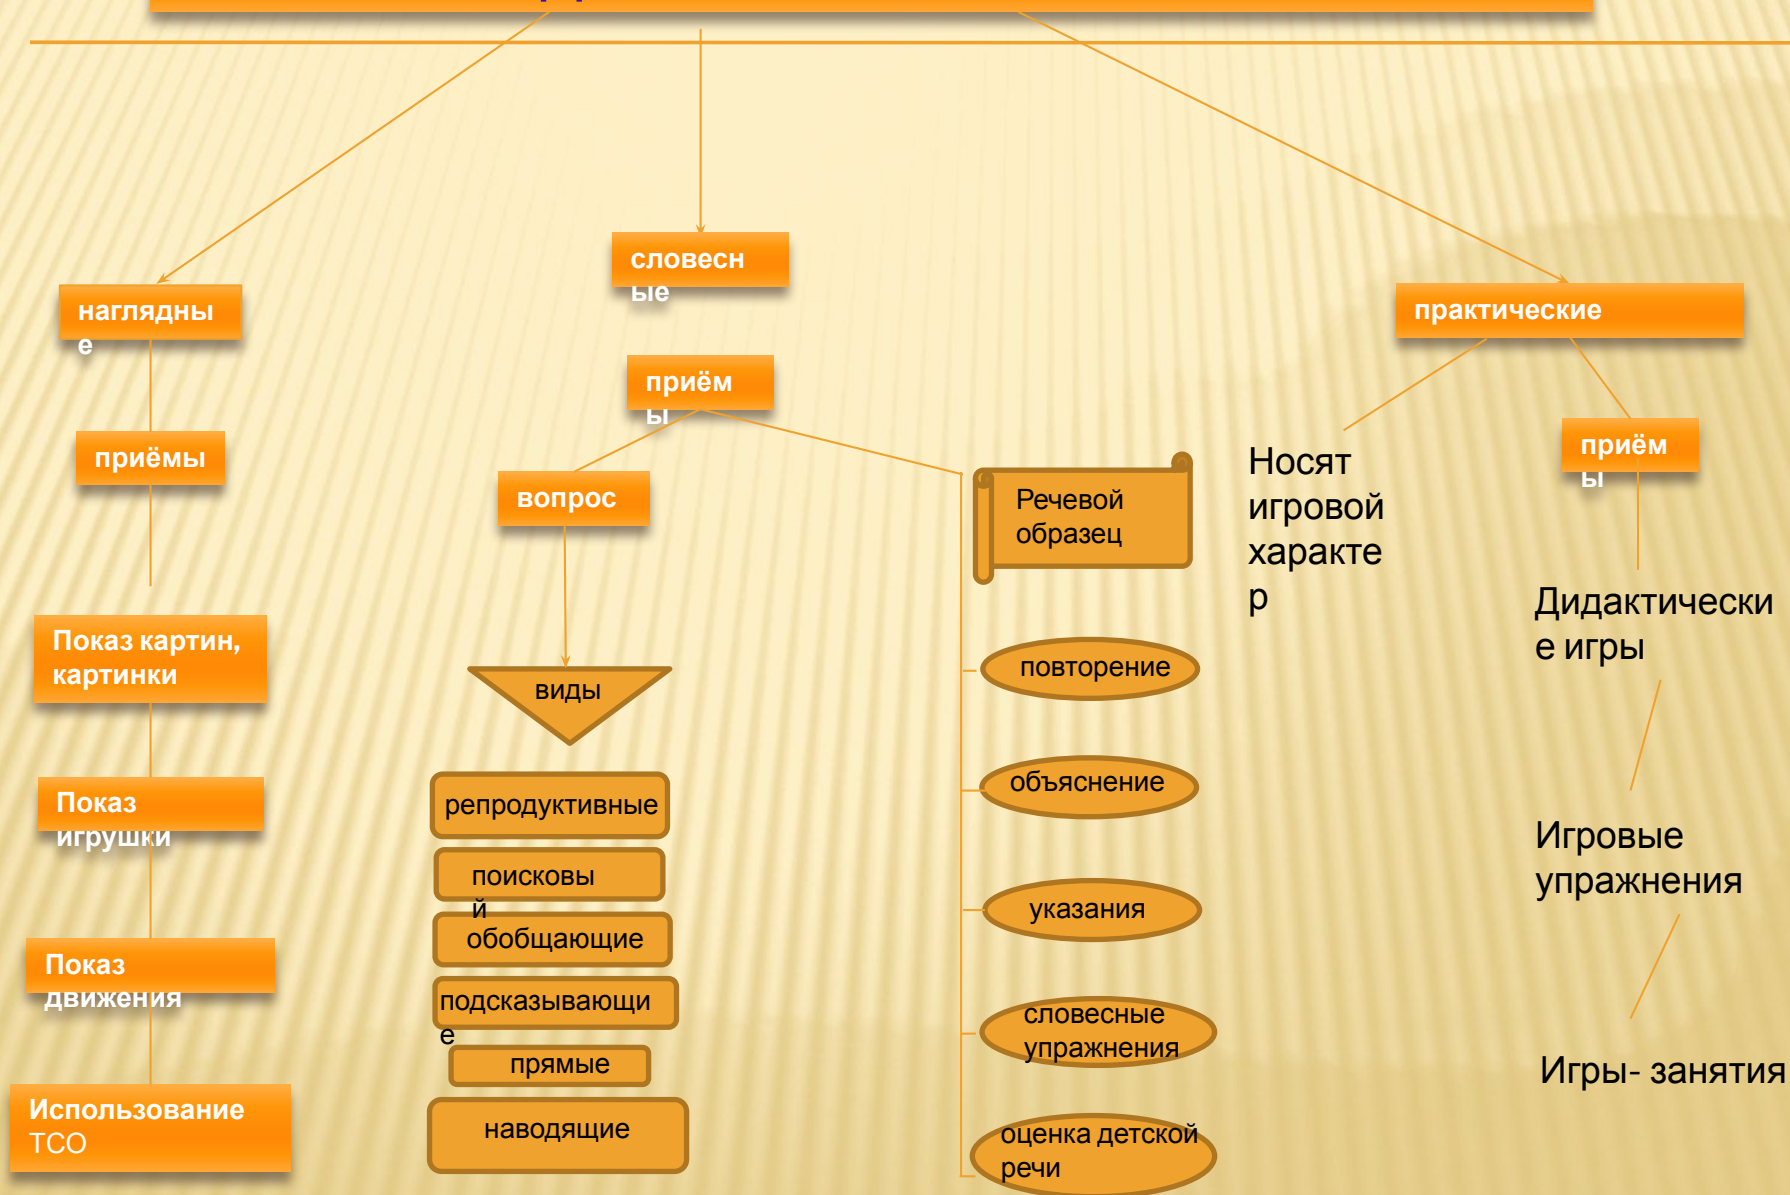 словесн
ые
наглядны
е
практические
приём
ы
приёмы
приём
ы
вопрос
Речевой
образец
Носят
игровой
характе
р
Дидактически
е игры
Показ картин,
картинки
виды
повторение
Показ
игрушки
репродуктивные
объяснение
Игровые
упражнения
поисковы
й
обобщающие
указания
Показ
движения
подсказывающи
е
словесные
упражнения
прямые
Игры- занятия
Использование
ТСО
наводящие
оценка детской
речи